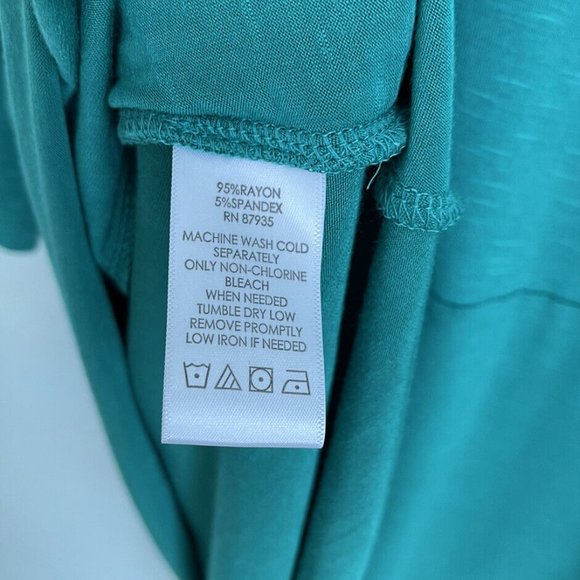 95%RAYON
5%SPANDEX
RN 87935
MACHINE WASH COLD
SEPARATELY
ONLY NON-CHLORINE
BLEACH
WHEN NEEDED
TUMBLE DRY LOW
REMOVE PROMPTLY
LOW IRON IF NEEDED